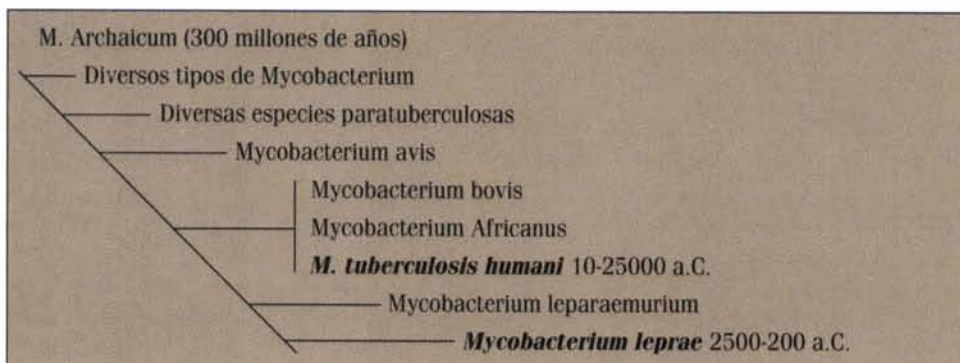 M. Archaicum (300 millones de años)
Diversos tipos de Mycobacterium
Diversas especies paratuberculosas
Mycobacterium avis
Mycobacterium bovis
Mycobacterium Africanus
M. tuberculosis humani 10-25000 a.C.
Mycobacterium leparaemurium
Mycobacterium leprae 2500-200 a.C.